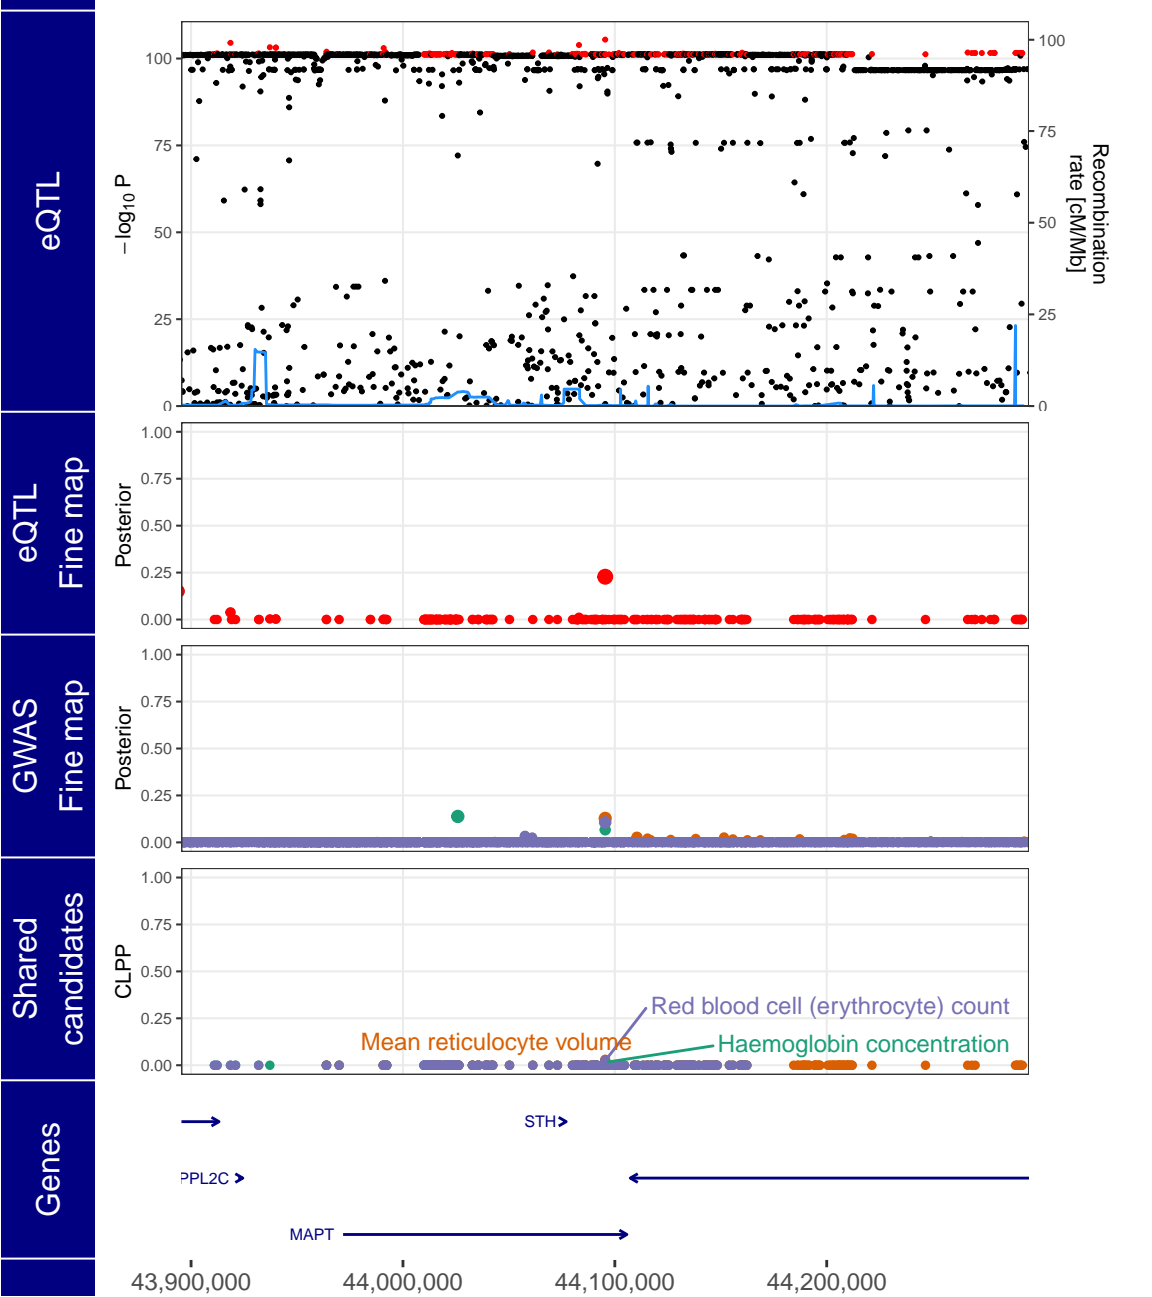 eQTL
−log10 P
100
75
50
25
0
100
75
50
25
0
Recombination
rate [cM/Mb]
eQTL
Fine map
Posterior
1.00
0.75
0.50
0.25
0.00
GWAS
Fine map
Posterior
1.00
0.75
0.50
0.25
0.00
Shared
candidates
CLPP
1.00
0.75
0.50
0.25
0.00
Red blood cell (erythrocyte) count
Mean reticulocyte volume
Haemoglobin concentration
Genes
STH
PPL2C
MAPT
43,900,000
44,000,000
44,100,000
44,200,000